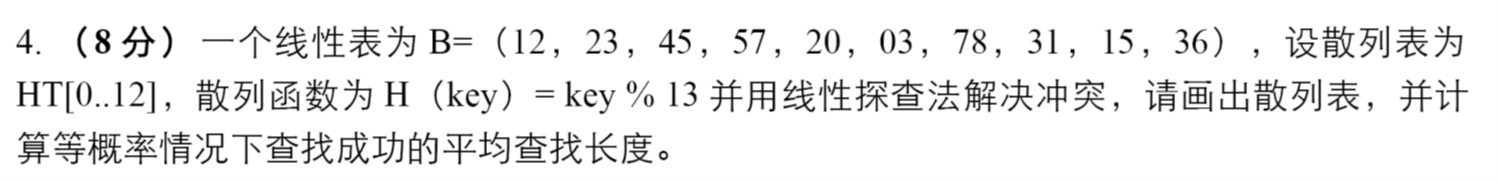 4. （8 分） 一个线性表为 B=（12，23，45，57，20，03，78，31，15，36），设散列表为
HT[0..12]，散列函数为 H（key）= key % 13 并用线性探查法解决冲突，请画出散列表，并计
算等概率情况下查找成功的平均查找长度。